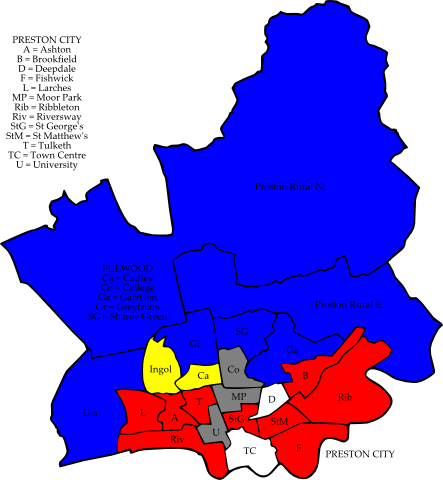 PRESTON CITY
A = Ashton
B = Brookfield
D = Deepdale
F = Fishwick
L = Larches
MP = Moor Park
Rib = Ribbleton
Riv = Riversway
StG = St George's
StM = St Matthew's
T = Tulketh
TC = Town Centre
U = University
Preston Rural N.
FULWOOD
Ca = Cadley
Co = College
Ga = Garrison
Gr = Greyfriars
SG = Sharoe Green
Preston Rural E.
SG
Gr
Ga
Ingol
Ca
Co
B
MP
D
Rib
Lea
L
A
T
StG
StM
Riv
U
TC
F
PRESTON CITY